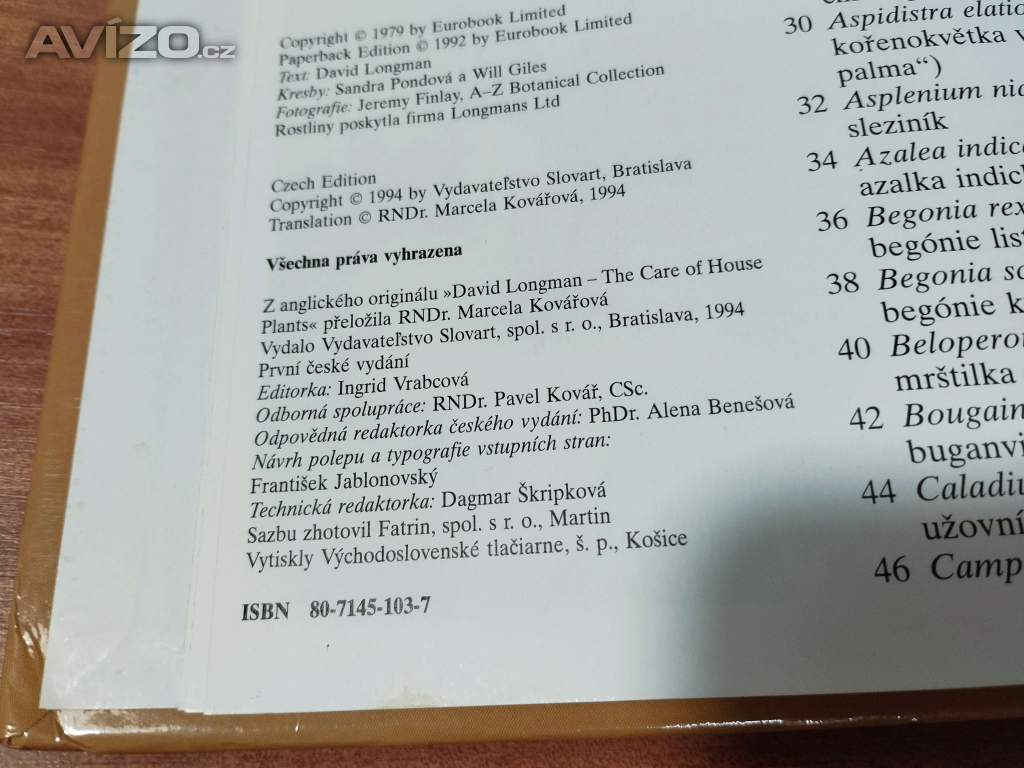 AVÍZO.cz
Copyright © 1979 by Eurobook Limited
Paperback Edition © 1992 by Eurobook Limited
Text: David Longman
Kresby: Sandra Pondová a Will Giles
Fotografie: Jeremy Finlay, A–Z Botanical Collection
Rostliny poskytla firma Longmans Ltd
Czech Edition
Copyright © 1994 by Vydavateľstvo Slovart, Bratislava
Translation © RNDr. Marcela Kovářová, 1994
Všechna práva vyhrazena
Z anglického originálu »David Longman – The Care of House
Plants« přeložila RNDr. Marcela Kovářová
Vydalo Vydavateľstvo Slovart, spol. s r. o., Bratislava, 1994
První české vydání
Editorka: Ingrid Vrabcová
Odborná spolupráce: RNDr. Pavel Kovář, CSc.
Odpovědná redaktorka českého vydání: PhDr. Alena Benešová
Návrh polepu a typografie vstupních stran:
František Jablonovský
Technická redaktorka: Dagmar Škripková
Sazbu zhotovil Fatrin, spol. s r. o., Martin
Vytiskly Východoslovenské tlačiarne, š. p., Košice
ISBN 80-7145-103-7
30 Aspidistra elatio
kořenokvětka v
palma“)
32 Asplenium nid
sleziník
34 Azalea indica
azalka indick
36 Begonia rex
begónie list
38 Begonia se
begónie k
40 Belopero
mrštilka
42 Bougain
buganvi
44 Caladiu
užovní
46 Camp